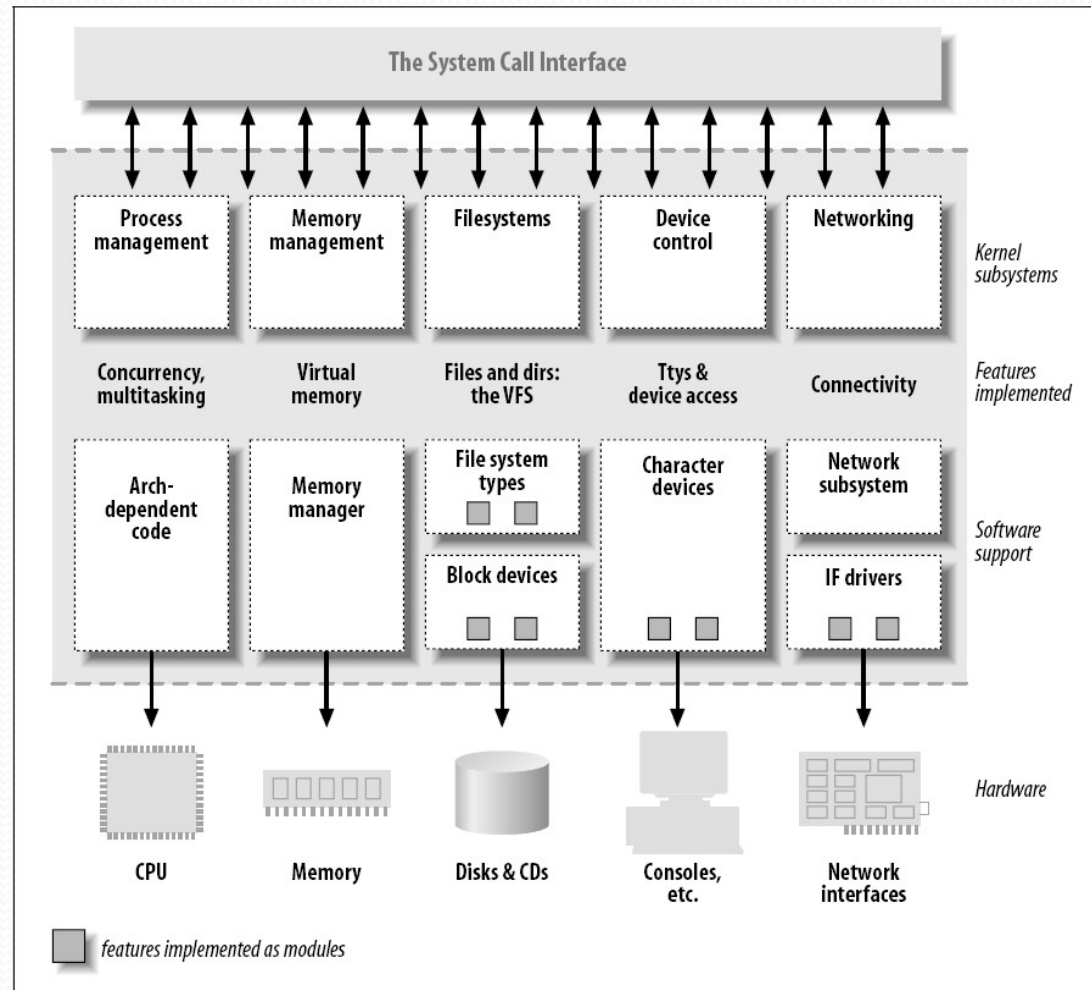 The System Call Interface
Process
management
Memory
management
Filesystems
Device
control
Networking
Kernel
subsystems
Concurrency,
multitasking
Virtual
memory
Files and dirs:
the VFS
Ttys &
device access
Connectivity
Features
implemented
Arch-
dependent
code
Memory
manager
File system
types
Block devices
Character
devices
Network
subsystem
IF drivers
Software
support
Hardware
CPU
Memory
Disks & CDs
Consoles,
etc.
Network
interfaces
features implemented as modules